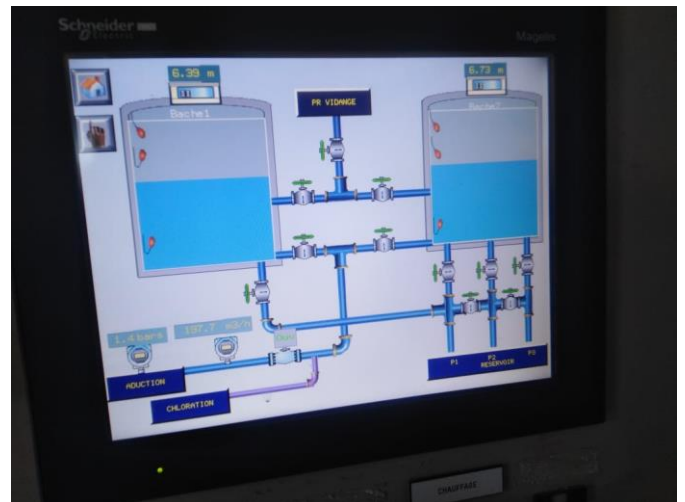 Schneider
Electric
Magelis
6.39 m
6.73 m
PR VIDANGE
Bache1
1.4 bars
197.7 m3/h
ADUCTION
CHLORATION
P1
P2
P3
RESERVOIR
CHAUFFAGE